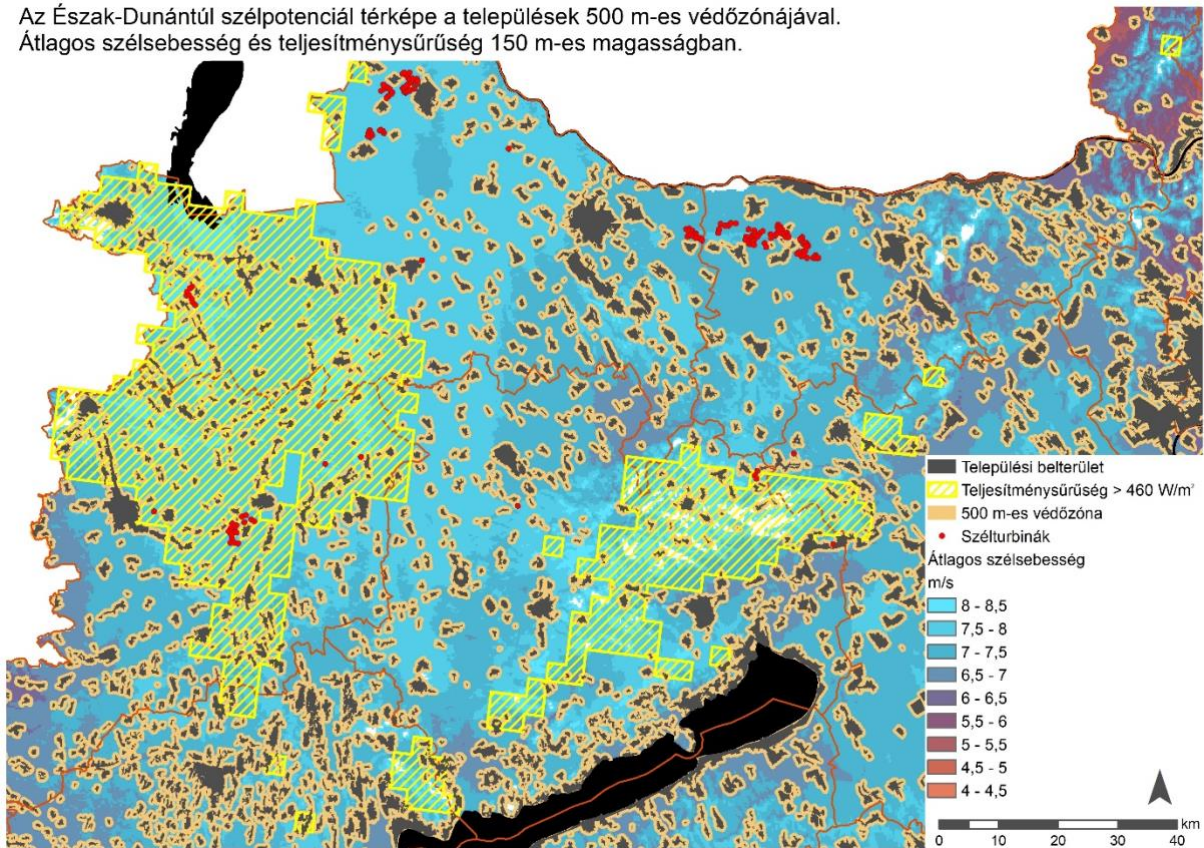 Az Észak-Dunántúl szélpotenciál térképe a települések 500 m-es védőzónájával.
Átlagos szélsebesség és teljesítménysűrűség 150 m-es magasságban.
Települési belterület
Teljesítménysűrűség > 460 W/m²
500 m-es védőzóna
Szélturbinák
Átlagos szélsebesség
m/s
8 - 8,5
7,5 - 8
7 - 7,5
6,5 - 7
6 - 6,5
5,5 - 6
5 - 5,5
4,5 - 5
4 - 4,5
km
0 10 20 30 40